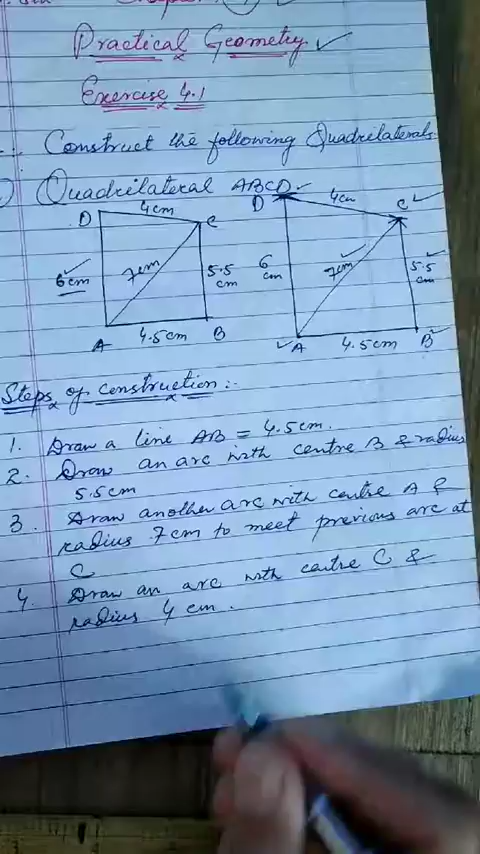 Practical Geometry
Exercise 4.1
Construct the following Quadrilaterals.
Quadrilateral ABCD
D 4cm C
6cm 7cm 5.5 cm
A 4.5cm B
D 4cm C
6 cm 7cm 5.5 cm
A 4.5cm B
Steps of construction :-
1. Draw a line AB = 4.5cm.
2. Draw an arc with centre B & radius
5.5cm
3. Draw another arc with centre A &
radius 7cm to meet previous arc at
C
4. Draw an arc with centre C &
radius 4 cm.